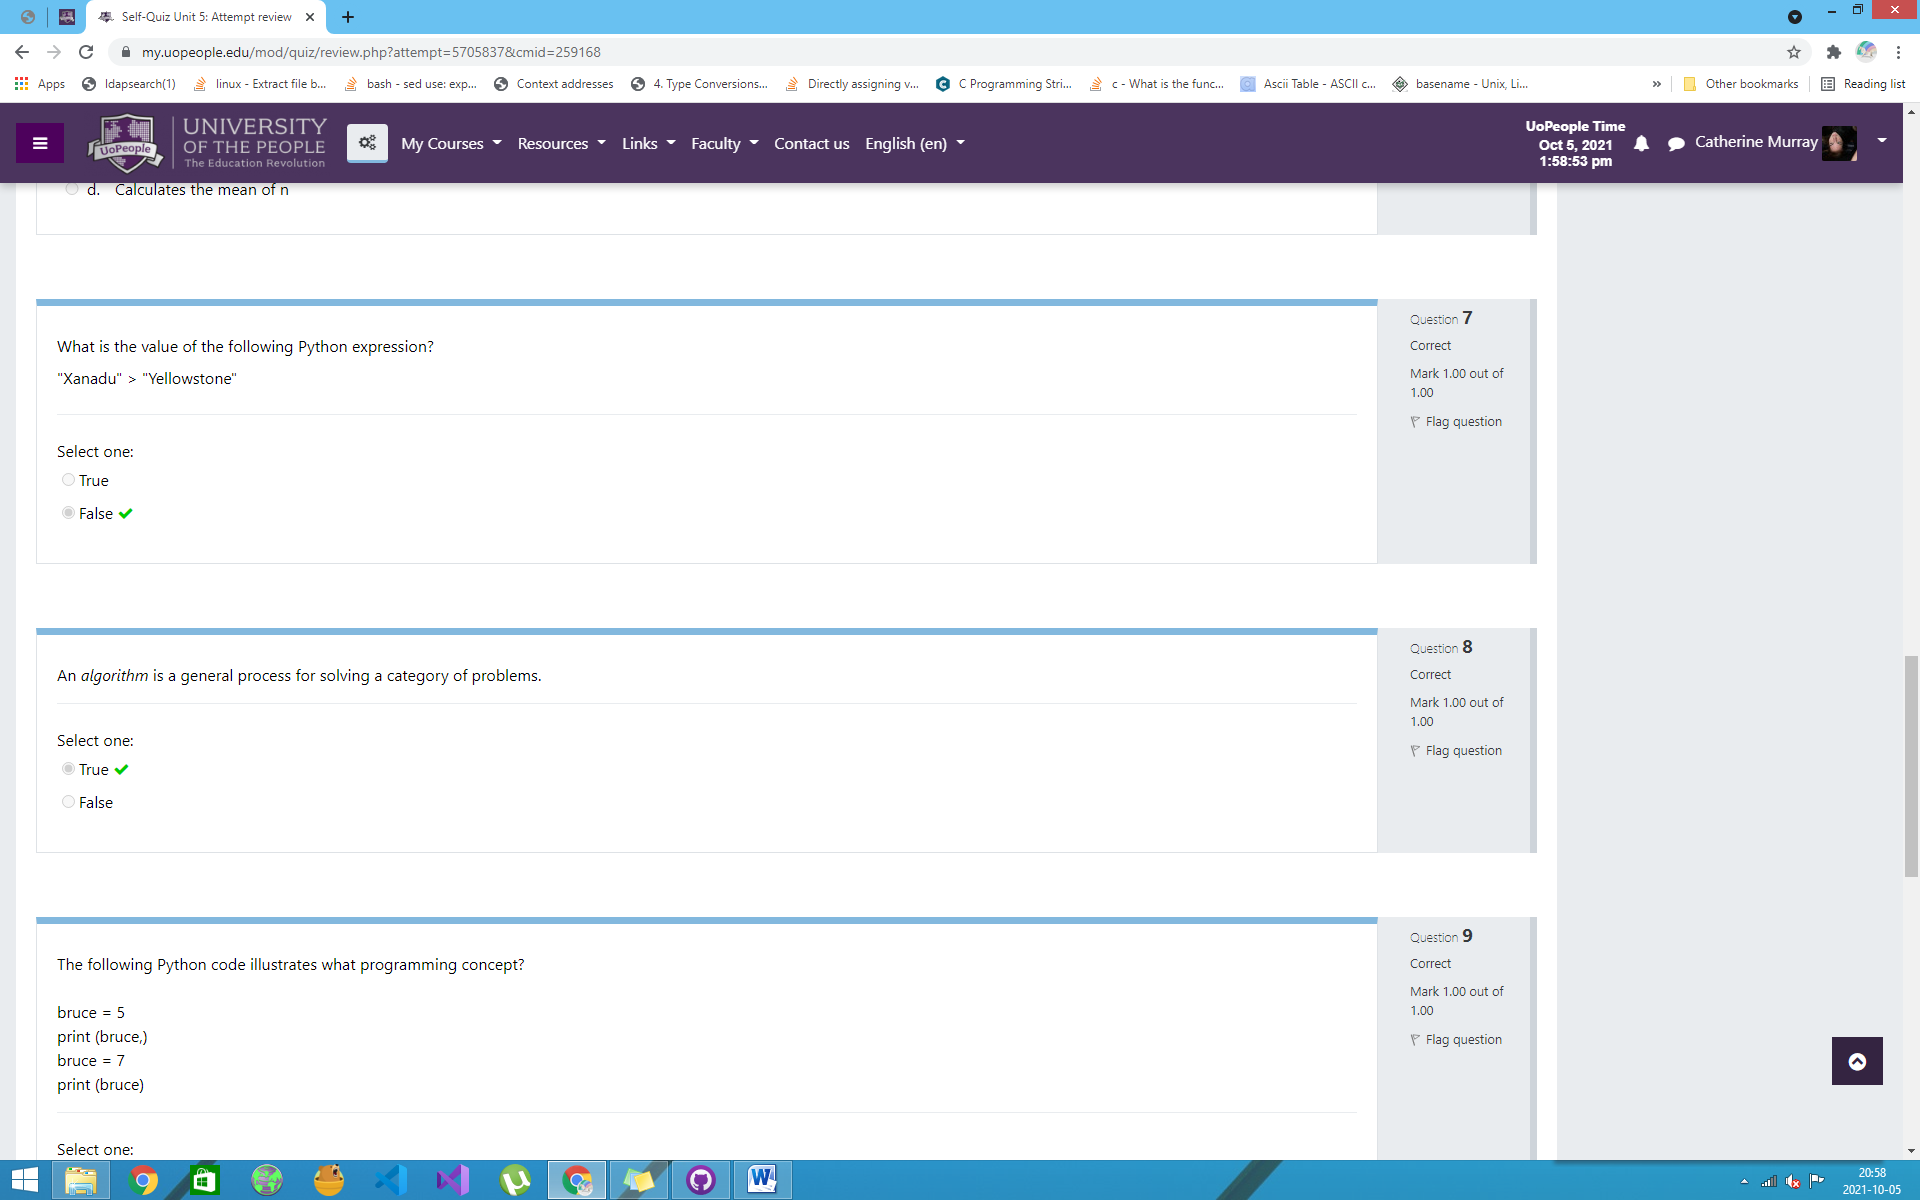 Self-Quiz Unit 5: Attempt review
my.uopeople.edu/mod/quiz/review.php?attempt=5705837&cmid=259168
Apps
ldapsearch(1)
linux - Extract file b...
bash - sed use: exp...
Context addresses
4. Type Conversions...
Directly assigning v...
C Programming Stri...
c - What is the func...
Ascii Table - ASCII c...
basename - Unix, Li...
»
Other bookmarks
Reading list
UoPeople
UNIVERSITY
OF THE PEOPLE
The Education Revolution
My Courses
Resources
Links
Faculty
Contact us
English (en)
UoPeople Time
Oct 5, 2021
1:58:53 pm
Catherine Murray
d. Calculates the mean of n
What is the value of the following Python expression?
"Xanadu" > "Yellowstone"
Select one:
True
False
Question 7
Correct
Mark 1.00 out of
1.00
Flag question
An algorithm is a general process for solving a category of problems.
Select one:
True
False
Question 8
Correct
Mark 1.00 out of
1.00
Flag question
The following Python code illustrates what programming concept?
bruce = 5
print (bruce,)
bruce = 7
print (bruce)
Select one:
Question 9
Correct
Mark 1.00 out of
1.00
Flag question
20:58
2021-10-05